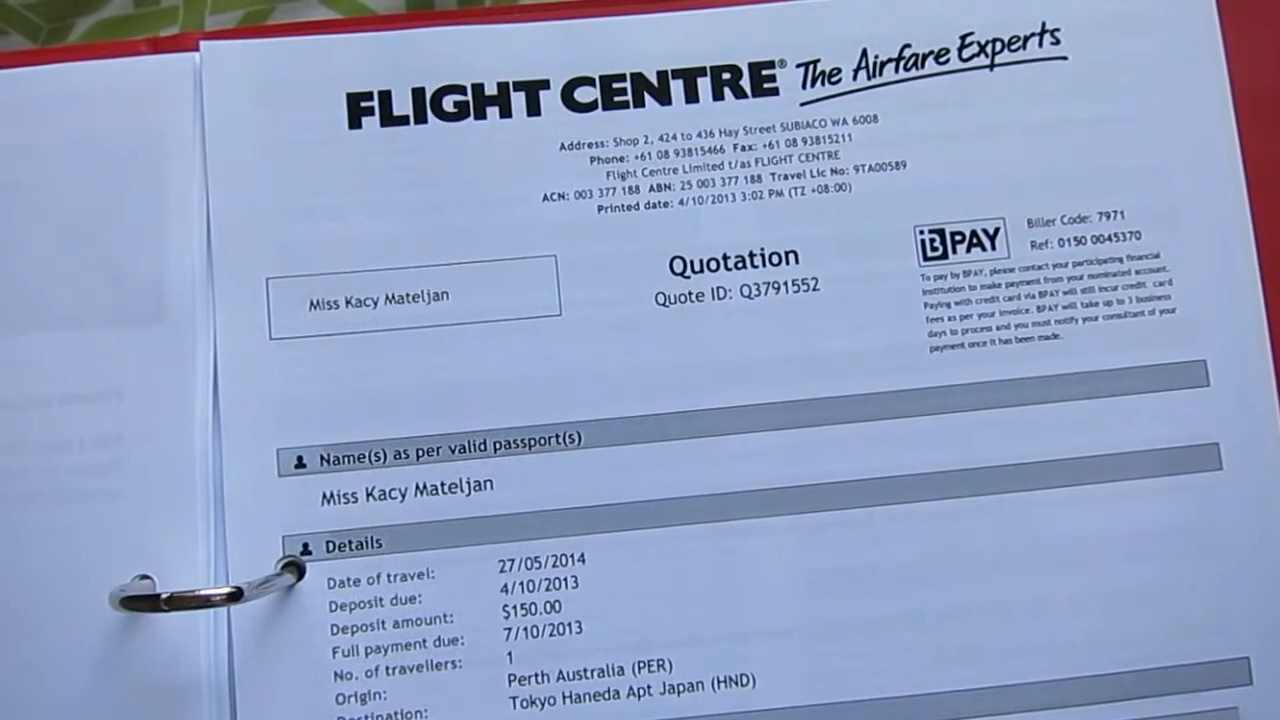 FLIGHT CENTRE® The Airfare Experts
Address: Shop 2, 424 to 436 Hay Street SUBIACO WA 6008
Phone: +61 08 93815466 Fax: +61 08 93815211
Flight Centre Limited t/as FLIGHT CENTRE
ACN: 003 377 188 ABN: 25 003 377 188 Travel Lic No: 9TA00589
Printed date: 4/10/2013 3:02 PM (TZ +08:00)
Miss Kacy Mateljan
Quotation
Quote ID: Q3791552
BPAY
Biller Code: 7971
Ref: 0150 0045370
To pay by BPAY, please contact your participating financial
institution to make payment from your nominated account.
Paying with credit card via BPAY will still incur credit card
fees as per your invoice. BPAY will take up to 3 business
days to process and you must notify your consultant of your
payment once it has been made.
Name(s) as per valid passport(s)
Miss Kacy Mateljan
Details
Date of travel: 27/05/2014
Deposit due: 4/10/2013
Deposit amount: $150.00
Full payment due: 7/10/2013
No. of travellers: 1
Origin: Perth Australia (PER)
Destination: Tokyo Haneda Apt Japan (HND)